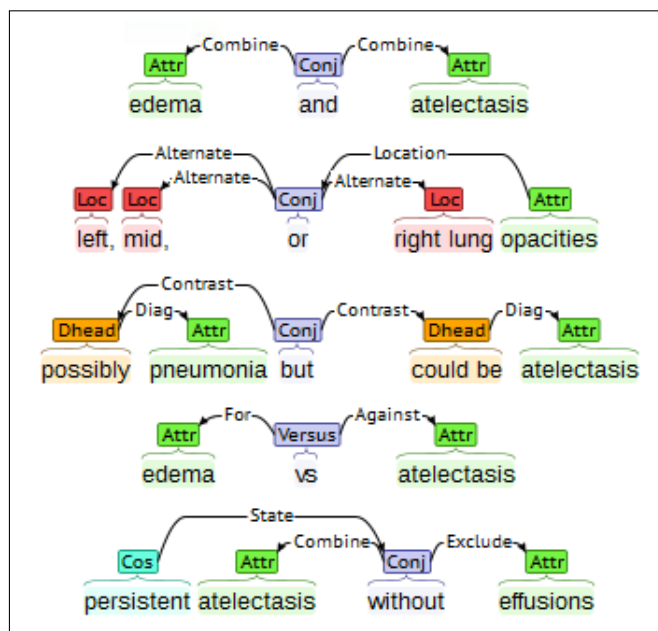 Combine Combine
Attr Conj Attr
edema and atelectasis
Alternate Location
Alternate Alternate
Loc Loc Conj Loc Attr
left, mid, or right lung opacities
Contrast
Diag Contrast Diag
Dhead Attr Conj Dhead Attr
possibly pneumonia but could be atelectasis
For Against
Attr Versus Attr
edema vs atelectasis
State
Combine Exclude
Cos Attr Conj Attr
persistent atelectasis without effusions